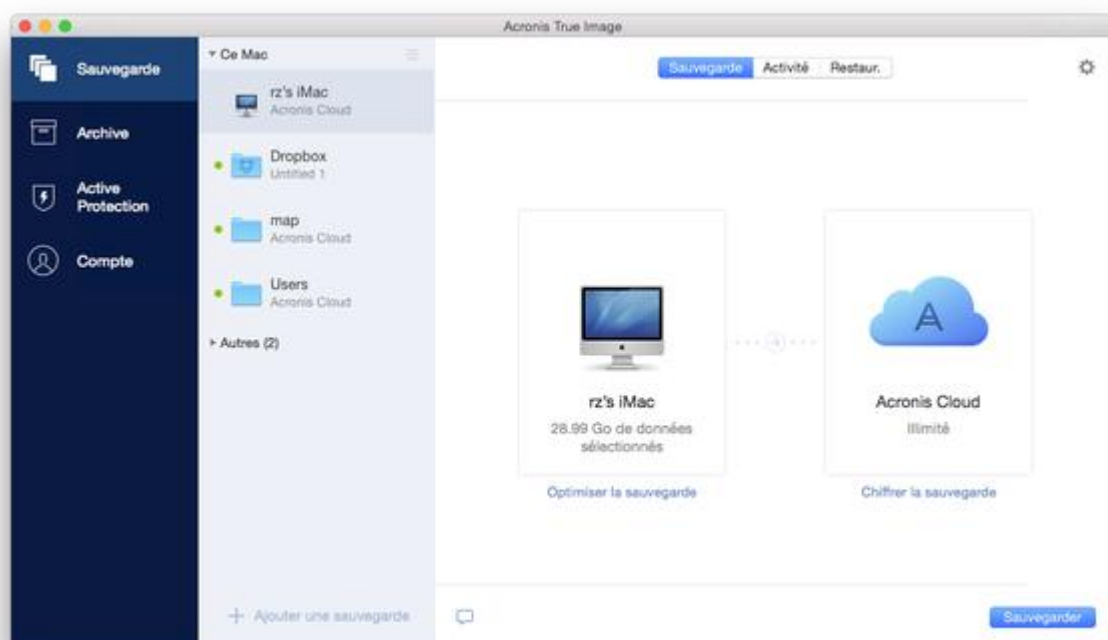 Acronis True Image
Sauvegarde
Archive
Active
Protection
Compte
Ce Mac
rz's iMac
Acronis Cloud
Dropbox
Untitled 1
map
Acronis Cloud
Users
Acronis Cloud
Autres (2)
Ajouter une sauvegarde
Sauvegarde Activité Restaur.
rz's iMac
28.99 Go de données
sélectionnés
Optimiser la sauvegarde
Acronis Cloud
Illimité
Chiffrer la sauvegarde
Sauvegarder